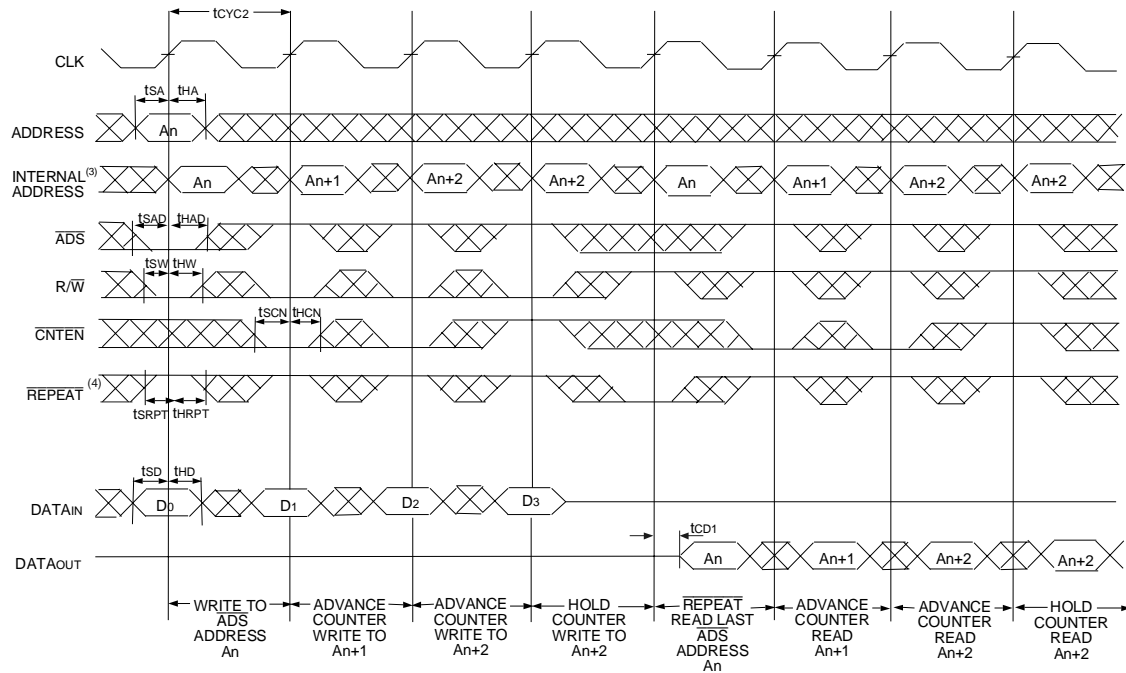 tCYC2
CLK
tSA tHA
ADDRESS An
INTERNAL(3)
ADDRESS
An An+1 An+2 An+2 An An+1 An+2 An+2
tSAD tHAD
ADS
tSW tHW
R/W
tSCN tHCN
CNTEN
REPEAT(4)
tSRPT tHRPT
tSD tHD
DATAIN D0 D1 D2 D3
tCD1
DATAOUT An An+1 An+2 An+2
WRITE TO
ADS
ADDRESS
An
ADVANCE
COUNTER
WRITE TO
An+1
ADVANCE
COUNTER
WRITE TO
An+2
HOLD
COUNTER
WRITE TO
An+2
REPEAT
READ LAST
ADS
ADDRESS
An
ADVANCE
COUNTER
READ
An+1
ADVANCE
COUNTER
READ
An+2
HOLD
COUNTER
READ
An+2